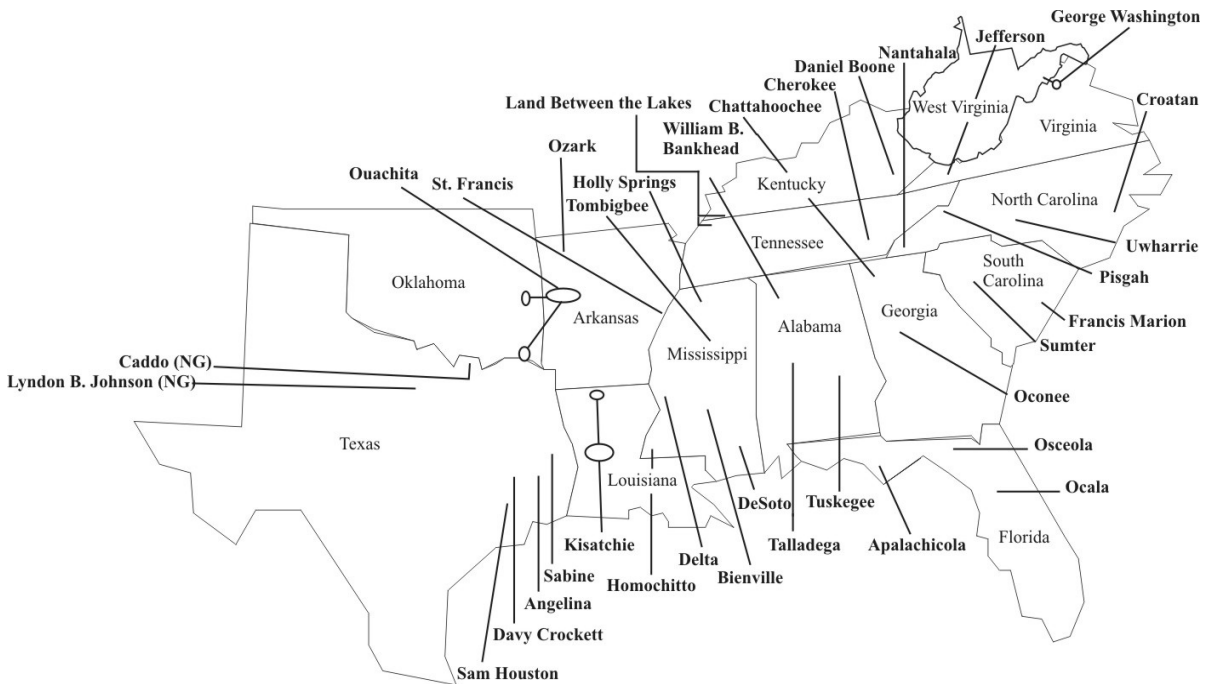 George Washington
Jefferson
Nantahala
Daniel Boone
Cherokee
Chattahoochee
Land Between the Lakes
West Virginia
Croatan
Virginia
William B.
Bankhead
Ozark
Ouachita
St. Francis
Holly Springs
Tombigbee
Kentucky
North Carolina
Tennessee
Uwharrie
Oklahoma
South
Carolina
Pisgah
Arkansas
Alabama
Georgia
Francis Marion
Mississippi
Sumter
Caddo (NG)
Lyndon B. Johnson (NG)
Oconee
Texas
Osceola
Louisiana
Ocala
DeSoto
Tuskegee
Florida
Kisatchie
Delta
Talladega
Apalachicola
Sabine
Homochitto
Bienville
Angelina
Davy Crockett
Sam Houston